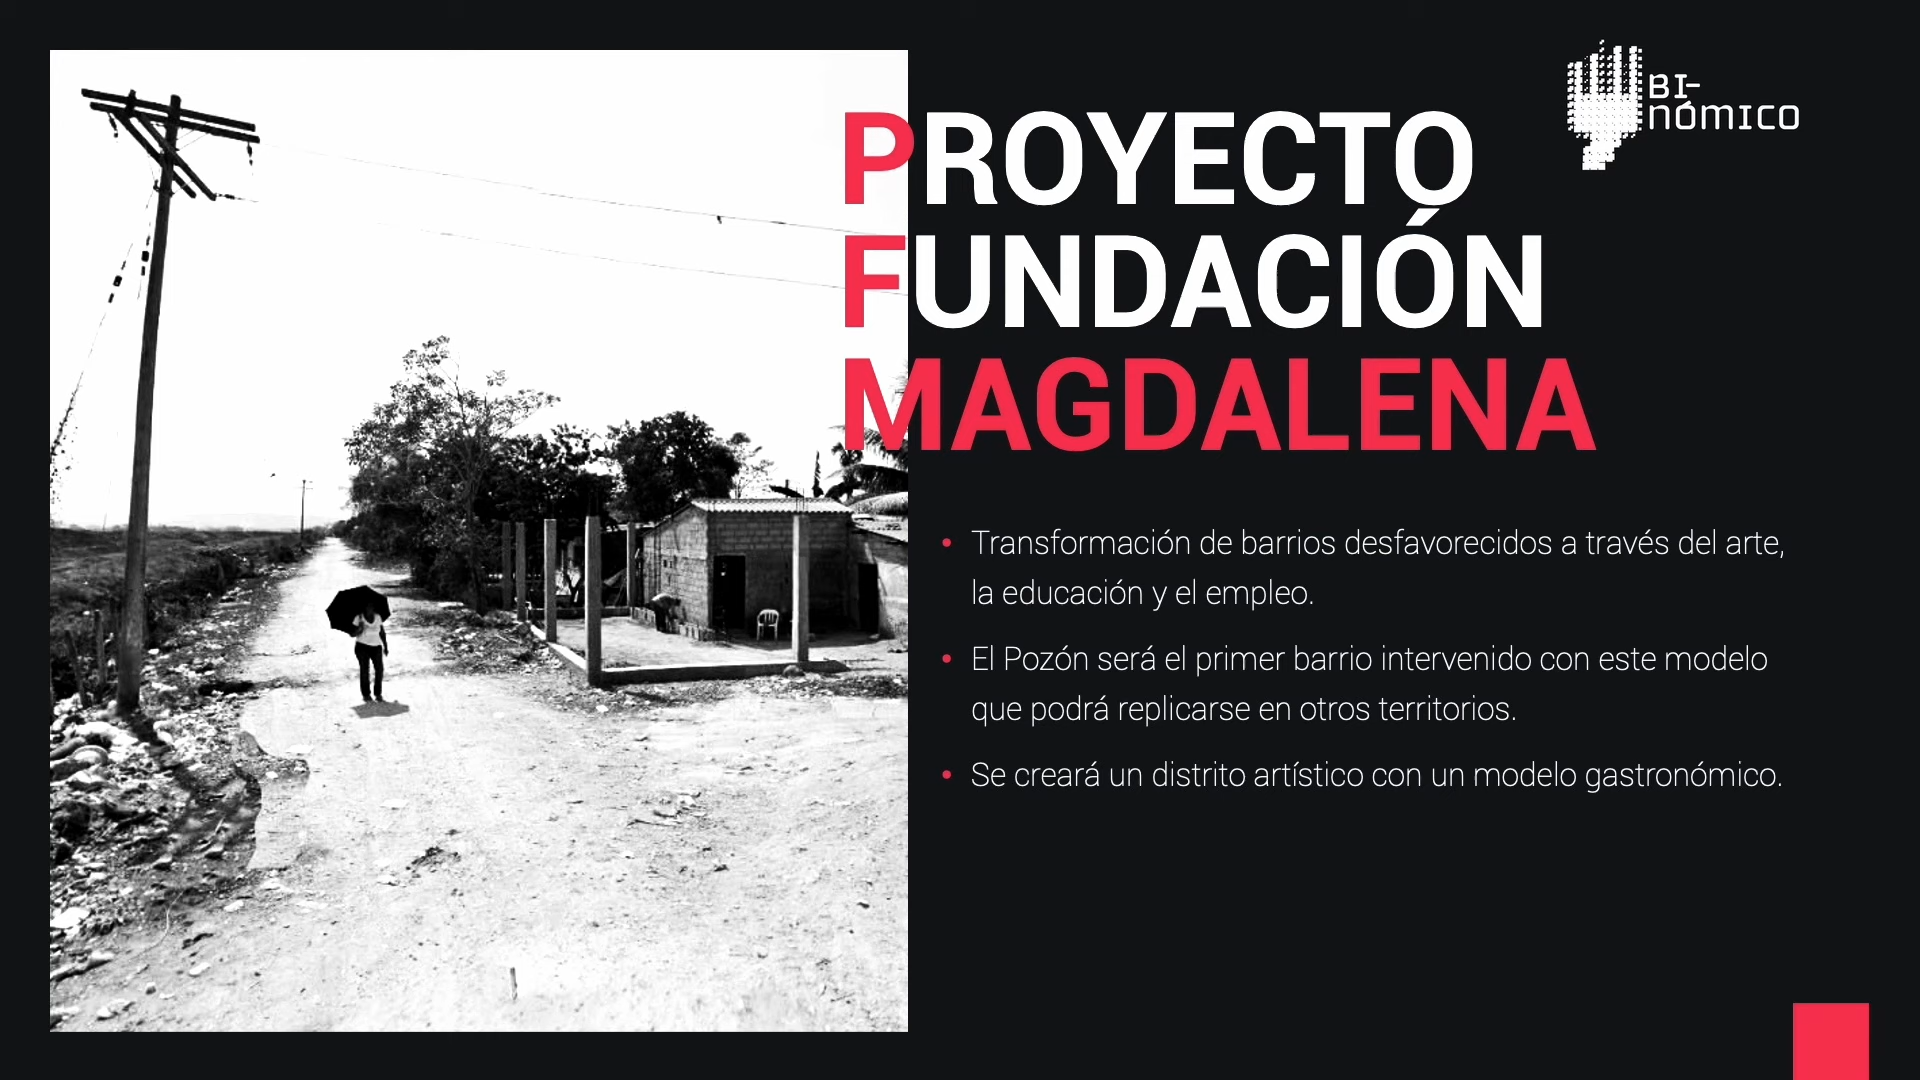 BI-
NÓMICO
PROYECTO
FUNDACIÓN
MAGDALENA
• Transformación de barrios desfavorecidos a través del arte,
la educación y el empleo.
• El Pozón será el primer barrio intervenido con este modelo
que podrá replicarse en otros territorios.
• Se creará un distrito artístico con un modelo gastronómico.